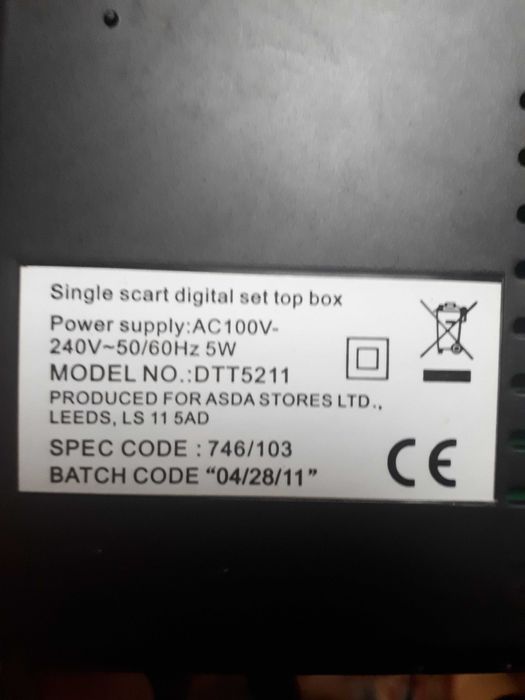 Single scart digital set top box
Power supply:AC100V-
240V~50/60Hz 5W
MODEL NO.:DTT5211
PRODUCED FOR ASDA STORES LTD.,
LEEDS, LS 11 5AD
SPEC CODE : 746/103
BATCH CODE “04/28/11”
CE